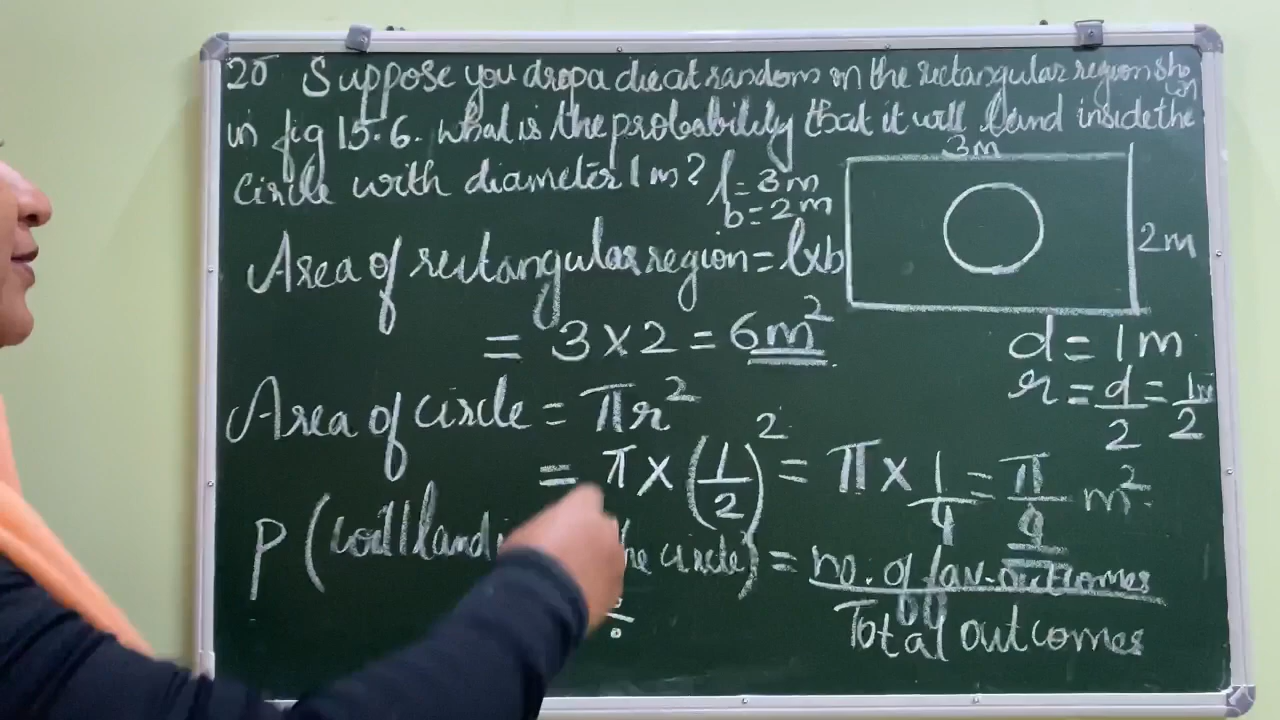 20 Suppose you drop a die at random on the rectangular region shown
in fig 15.6. what is the probability that it will land inside the
circle with diameter 1m?
l = 3m
b = 2m
3m
2m
Area of rectangular region = l×b
= 3 × 2 = 6m²
d = 1m
r = d/2 = 1m/2
Area of circle = πr²
= π × (1/2)² = π × 1/4 = π/4 m²
P (will land he circle) = no. of fav. outcomes / Total outcomes